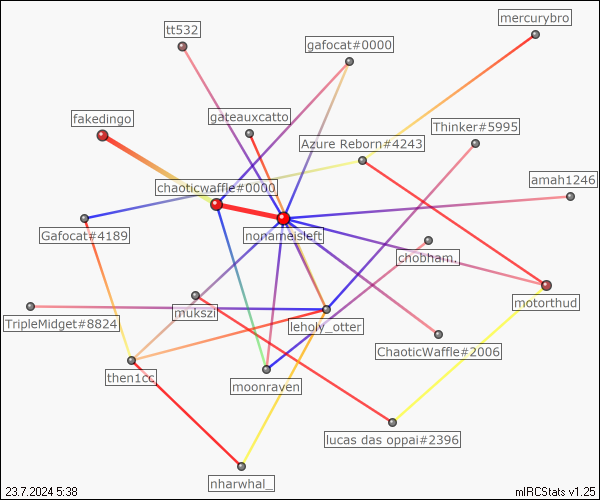 mercurybro
tt532
gafocat#0000
fakedingo
gateauxcatto
Thinker#5995
Azure Reborn#4243
amah1246
chaoticwaffle#0000
Gafocat#4189
nonameisleft
chobham.
motorthud
mukszi
TripleMidget#8824
leholy_otter
ChaoticWaffle#2006
then1cc
moonraven
lucas das oppai#2396
nharwhal_
23.7.2024 5:38
mIRCStats v1.25